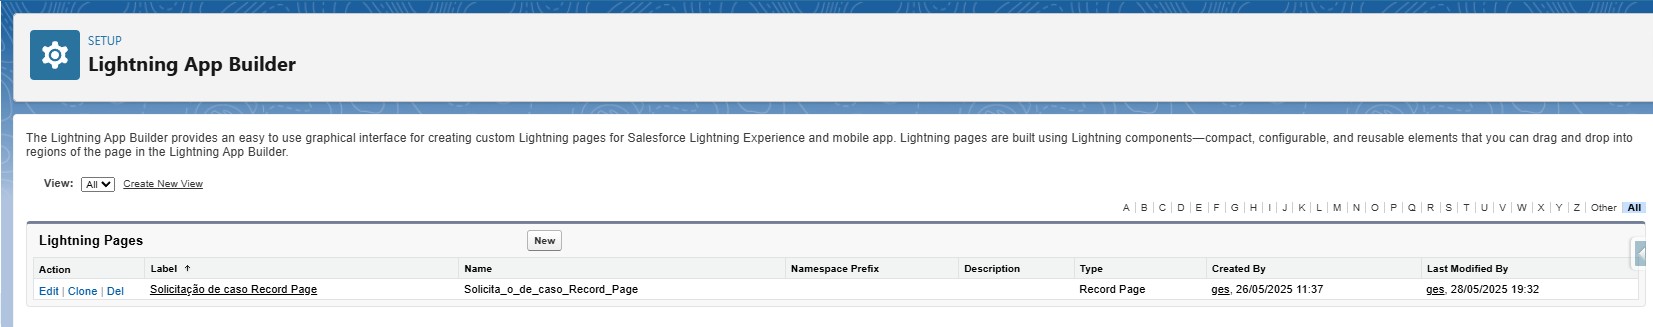 SETUP
Lightning App Builder
The Lightning App Builder provides an easy to use graphical interface for creating custom Lightning pages for Salesforce Lightning Experience and mobile app. Lightning pages are built using Lightning components—compact, configurable, and reusable elements that you can drag and drop into
regions of the page in the Lightning App Builder.
View: All Create New View
A | B | C | D | E | F | G | H | I | J | K | L | M | N | O | P | Q | R | S | T | U | V | W | X | Y | Z | Other | All
Lightning Pages New
Action Label ↑ Name Namespace Prefix Description Type Created By Last Modified By
Edit | Clone | Del Solicitação de caso Record Page Solicita_o_de_caso_Record_Page Record Page ges, 26/05/2025 11:37 ges, 28/05/2025 19:32